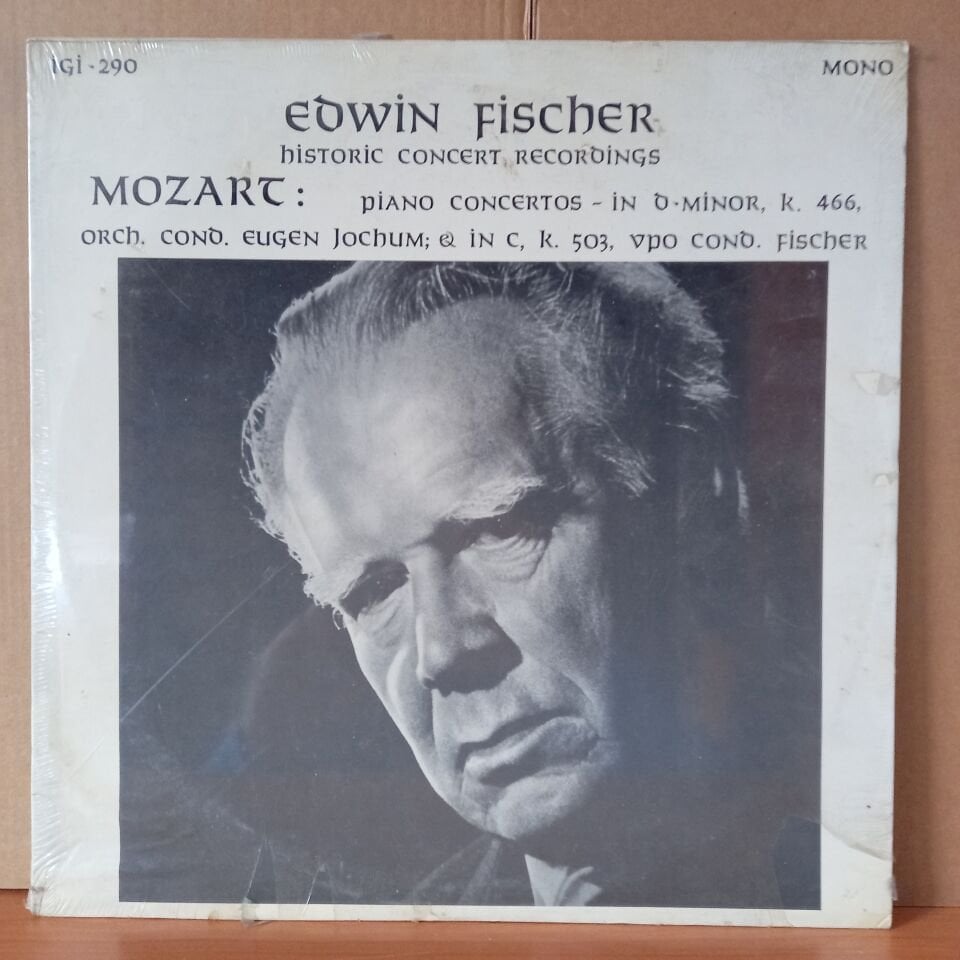 IGI-290
MONO
Edwin Fischer
Historic Concert Recordings
Mozart: Piano Concertos - in D-Minor, K. 466,
Orch. Cond. Eugen Jochum; & in C, K. 503, VPO Cond. Fischer